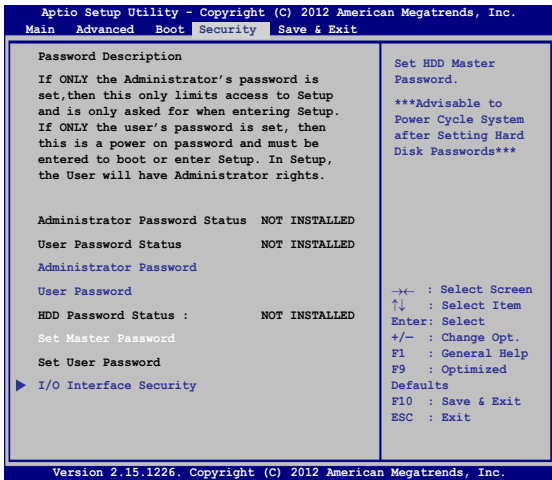 Aptio Setup Utility - Copyright (C) 2012 American Megatrends, Inc.
Main Advanced Boot Security Save & Exit
Password Description
If ONLY the Administrator's password is
set,then this only limits access to Setup
and is only asked for when entering Setup.
If ONLY the user's password is set, then
this is a power on password and must be
entered to boot or enter Setup. In Setup,
the User will have Administrator rights.
Administrator Password Status NOT INSTALLED
User Password Status NOT INSTALLED
Administrator Password
User Password
HDD Password Status : NOT INSTALLED
Set Master Password
Set User Password
I/O Interface Security
Set HDD Master
Password.
***Advisable to
Power Cycle System
after Setting Hard
Disk Passwords***
→← : Select Screen
↑↓ : Select Item
Enter: Select
+/— : Change Opt.
F1 : General Help
F9 : Optimized
Defaults
F10 : Save & Exit
ESC : Exit
Version 2.15.1226. Copyright (C) 2012 American Megatrends, Inc.